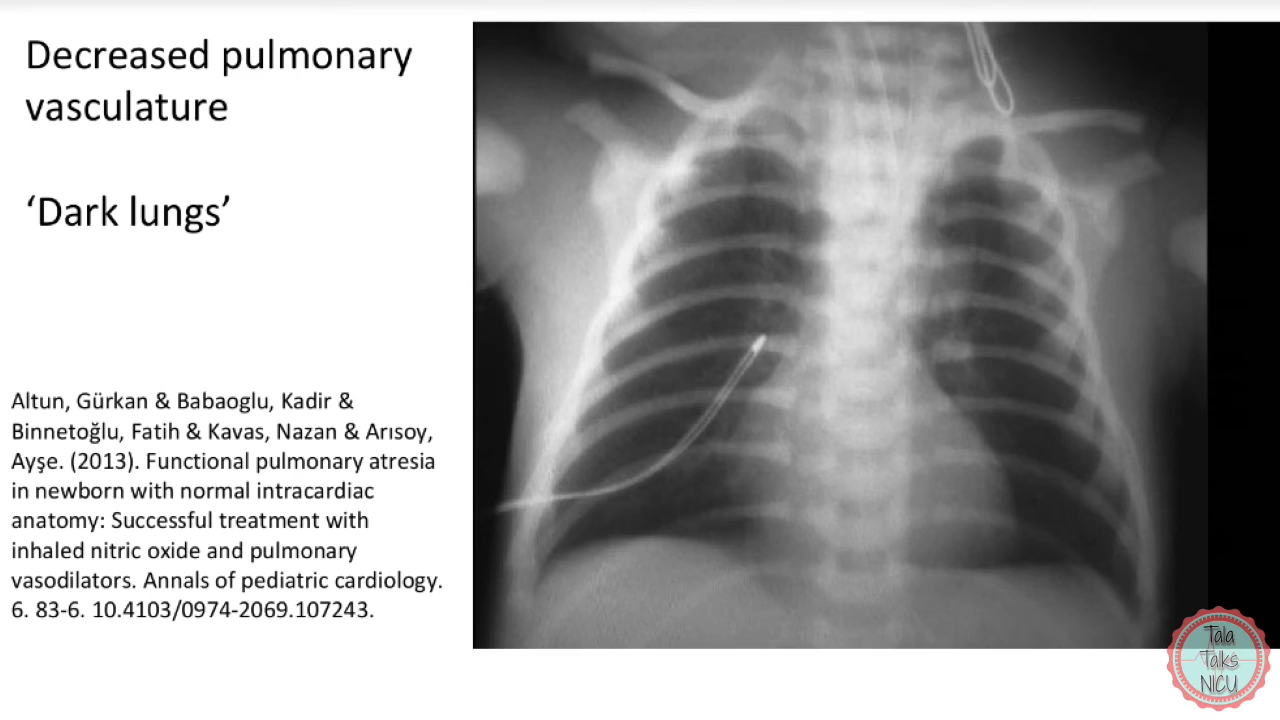 Decreased pulmonary
vasculature
‘Dark lungs’
Altun, Gürkan & Babaoglu, Kadir &
Binnetoğlu, Fatih & Kavas, Nazan & Arısoy,
Ayşe. (2013). Functional pulmonary atresia
in newborn with normal intracardiac
anatomy: Successful treatment with
inhaled nitric oxide and pulmonary
vasodilators. Annals of pediatric cardiology.
6. 83-6. 10.4103/0974-2069.107243.
Tala
Talks
NICU